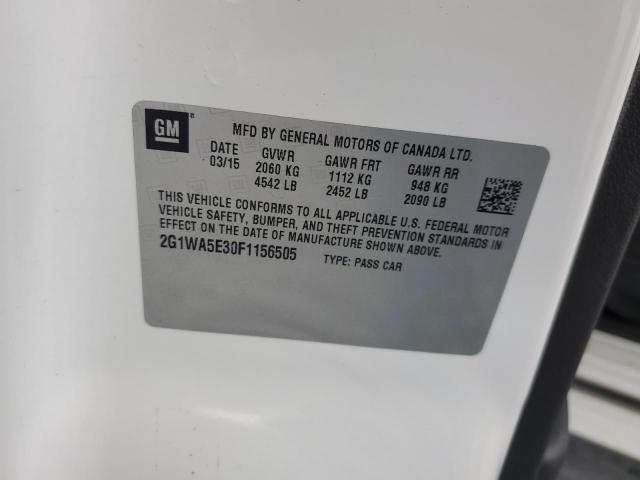 GM
MFD BY GENERAL MOTORS OF CANADA LTD.
DATE GVWR GAWR FRT GAWR RR
03/15 2060 KG 1112 KG 948 KG
4542 LB 2452 LB 2090 LB
THIS VEHICLE CONFORMS TO ALL APPLICABLE U.S. FEDERAL MOTOR
VEHICLE SAFETY, BUMPER, AND THEFT PREVENTION STANDARDS IN
EFFECT ON THE DATE OF MANUFACTURE SHOWN ABOVE.
2G1WA5E30F1156505 TYPE: PASS CAR